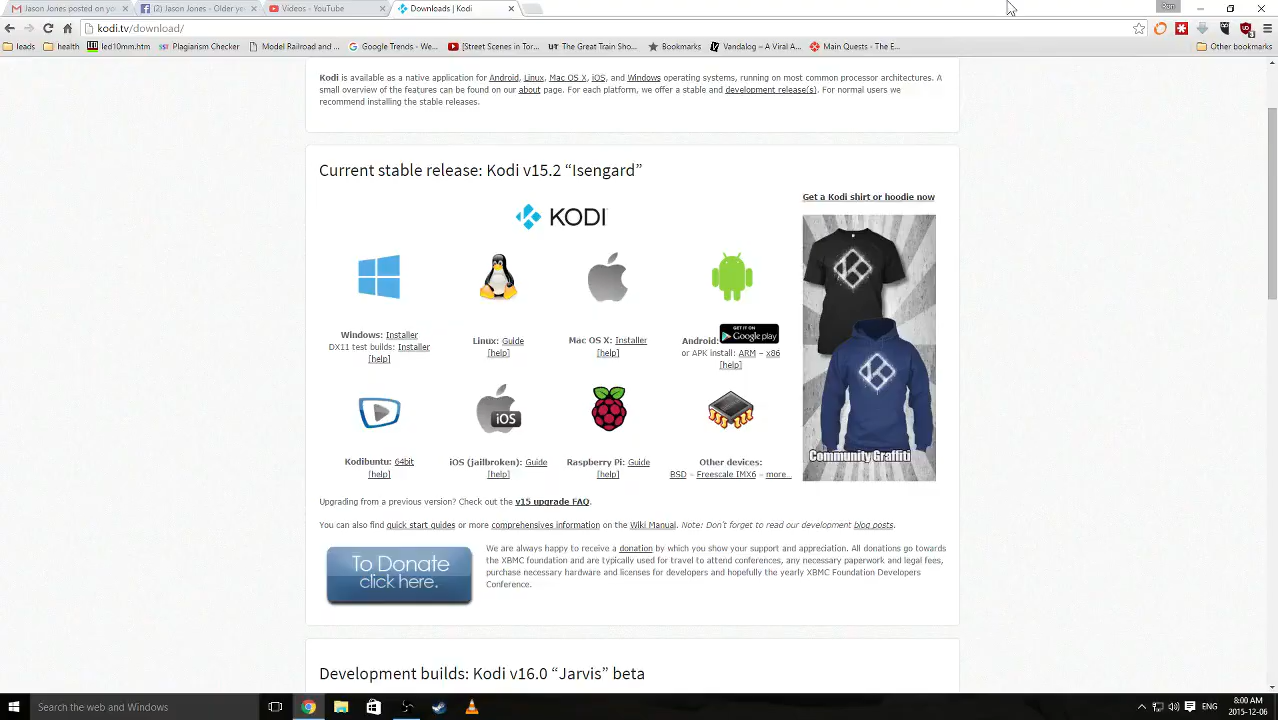 Jason Jones posted on yo
(2) Jason Jones - Older ye
Videos - YouTube
Downloads | Kodi
Ron
kodi.tv/download/
leads
health
led10mm.htm
Plagiarism Checker
Model Railroad and ...
Google Trends - We...
[Street Scenes in Tor...
The Great Train Sho...
Bookmarks
Vandalog – A Viral A...
Main Quests - The E...
Other bookmarks
Kodi is available as a native application for Android, Linux, Mac OS X, iOS, and Windows operating systems, running on most common processor architectures. A
small overview of the features can be found on our about page. For each platform, we offer a stable and development release(s). For normal users we
recommend installing the stable releases.
Current stable release: Kodi v15.2 “Isengard”
KODI
Get a Kodi shirt or hoodie now
Windows: Installer
DX11 test builds: Installer
[help]
Linux: Guide
[help]
Mac OS X: Installer
[help]
Android: GET IT ON Google play
or APK install: ARM – x86
[help]
iOS
Community Graffiti
Kodibuntu: 64bit
[help]
iOS (jailbroken): Guide
[help]
Raspberry Pi: Guide
[help]
Other devices:
BSD – Freescale IMX6 – more...
Upgrading from a previous version? Check out the v15 upgrade FAQ.
You can also find quick start guides or more comprehensives information on the Wiki Manual. Note: Don't forget to read our development blog posts.
To Donate
click here.
We are always happy to receive a donation by which you show your support and appreciation. All donations go towards
the XBMC foundation and are typically used for travel to attend conferences, any necessary paperwork and legal fees,
purchase necessary hardware and licenses for developers and hopefully the yearly XBMC Foundation Developers
Conference.
Development builds: Kodi v16.0 “Jarvis” beta
Search the web and Windows
ENG
8:00 AM
2015-12-06